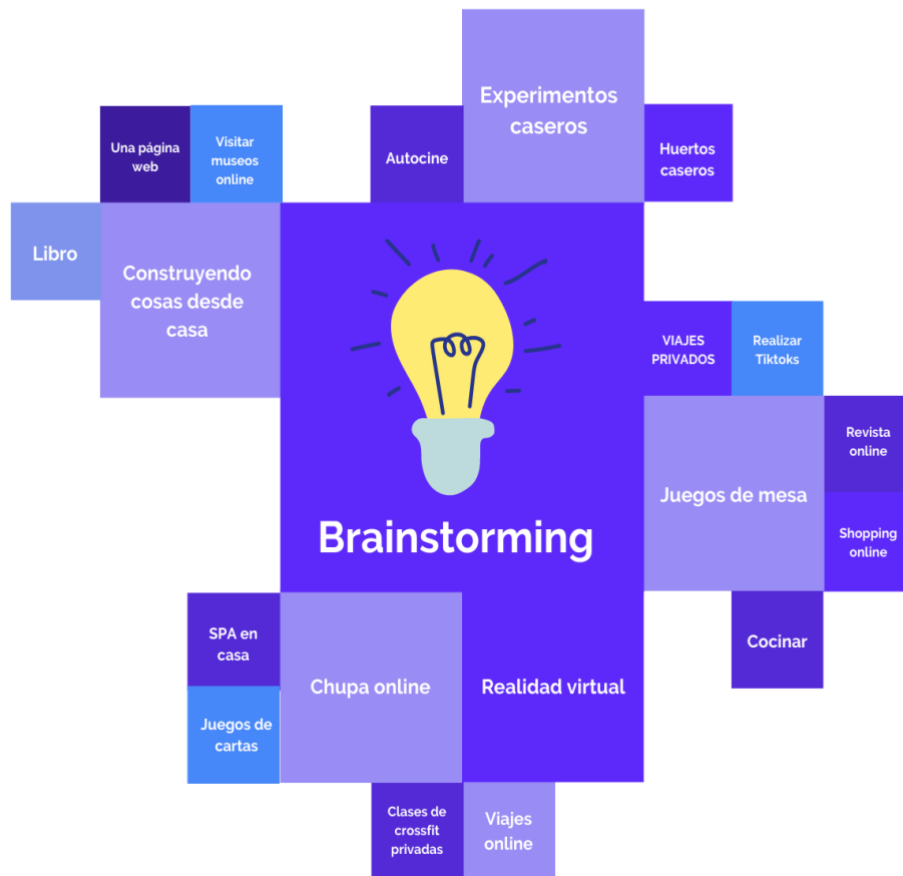 Experimentos
caseros
Una página
web
Visitar
museos
online
Autocine
Huertos
caseros
Libro
Construyendo
cosas desde
casa
VIAJES
PRIVADOS
Realizar
Tiktoks
Revista
online
Juegos de mesa
Shopping
online
Brainstorming
SPA en
casa
Chupa online
Realidad virtual
Cocinar
Juegos de
cartas
Clases de
crossfit
privadas
Viajes
online